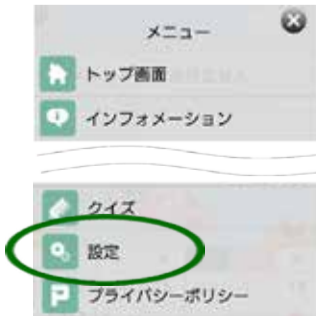 メニュー
トップ画面
インフォメーション
クイズ
設定
プライバシーポリシー